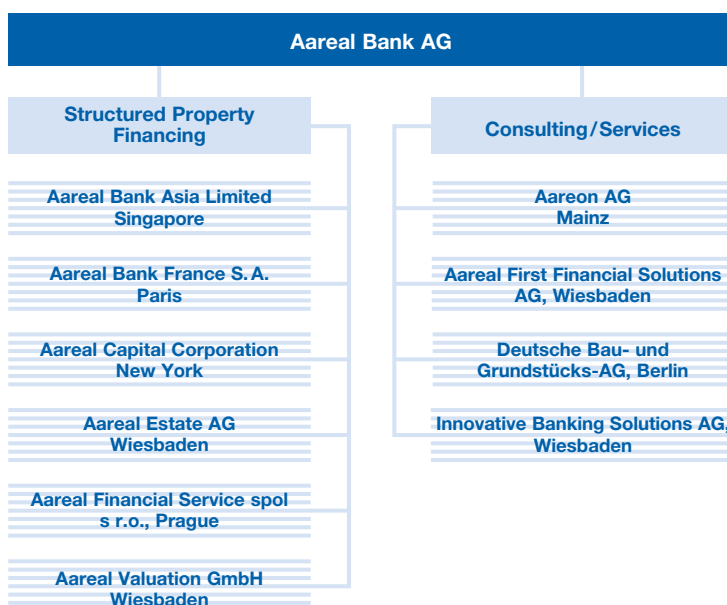 Aareal Bank AG
Structured Property
Financing
Aareal Bank Asia Limited
Singapore
Aareal Bank France S.A.
Paris
Aareal Capital Corporation
New York
Aareal Estate AG
Wiesbaden
Aareal Financial Service spol
s r.o., Prague
Aareal Valuation GmbH
Wiesbaden
Consulting/Services
Aareon AG
Mainz
Aareal First Financial Solutions
AG, Wiesbaden
Deutsche Bau- und
Grundstücks-AG, Berlin
Innovative Banking Solutions AG,
Wiesbaden